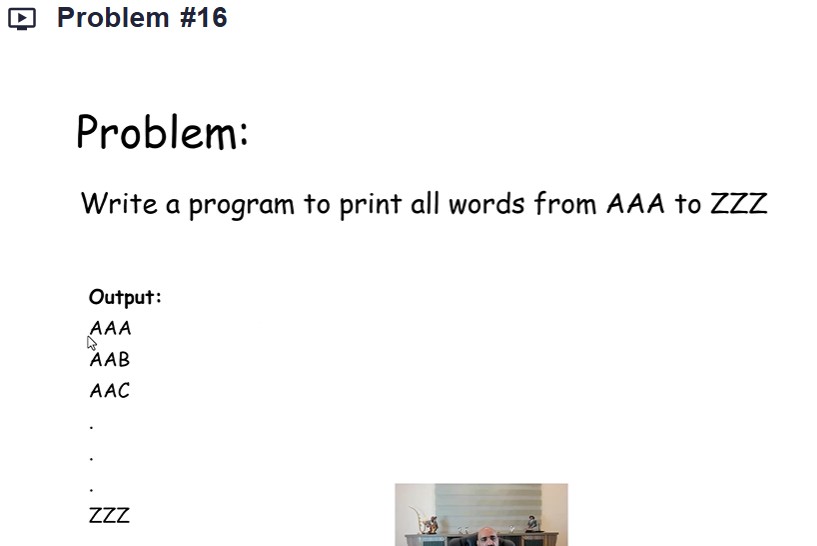 Problem #16
Problem:
Write a program to print all words from AAA to ZZZ
Output:
AAA
AAB
AAC
.
.
.
ZZZ